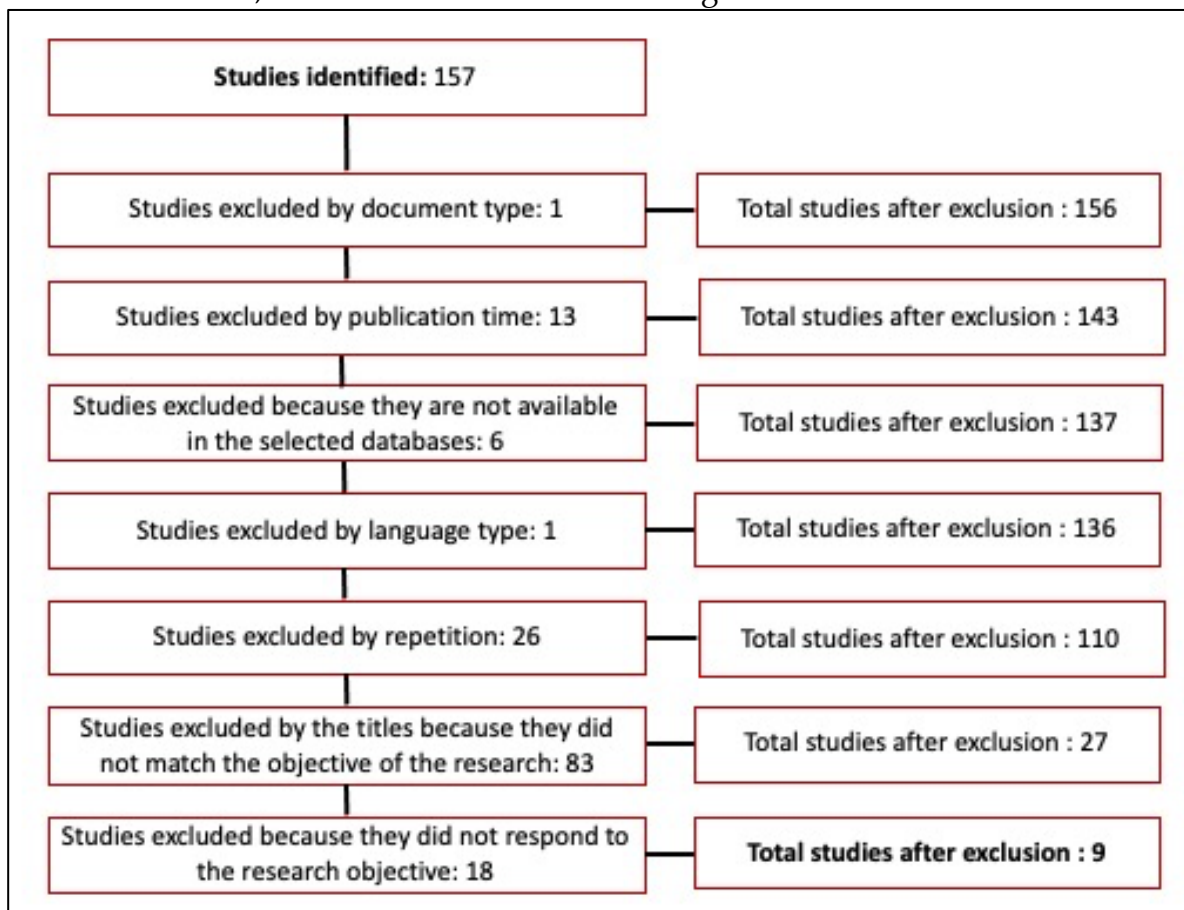 Studies identified: 157
Studies excluded by document type: 1
Total studies after exclusion : 156
Studies excluded by publication time: 13
Total studies after exclusion : 143
Studies excluded because they are not available
in the selected databases: 6
Total studies after exclusion : 137
Studies excluded by language type: 1
Total studies after exclusion : 136
Studies excluded by repetition: 26
Total studies after exclusion : 110
Studies excluded by the titles because they did
not match the objective of the research: 83
Total studies after exclusion : 27
Studies excluded because they did not respond to
the research objective: 18
Total studies after exclusion : 9